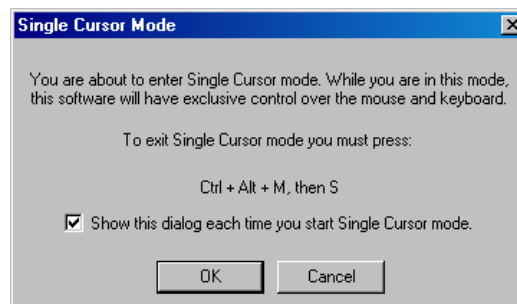 Single Cursor Mode
You are about to enter Single Cursor mode. While you are in this mode,
this software will have exclusive control over the mouse and keyboard.
To exit Single Cursor mode you must press:
Ctrl + Alt + M, then S
Show this dialog each time you start Single Cursor mode.
OK Cancel